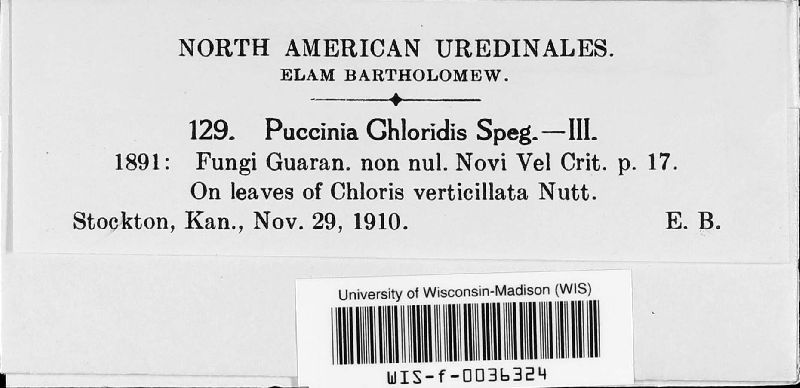 NORTH AMERICAN UREDINALES.
ELAM BARTHOLOMEW.
129. Puccinia Chloridis Speg.—III.
1891: Fungi Guaran. non nul. Novi Vel Crit. p. 17.
On leaves of Chloris verticillata Nutt.
Stockton, Kan., Nov. 29, 1910. E. B.
University of Wisconsin-Madison (WIS)
WIS-f-0036324